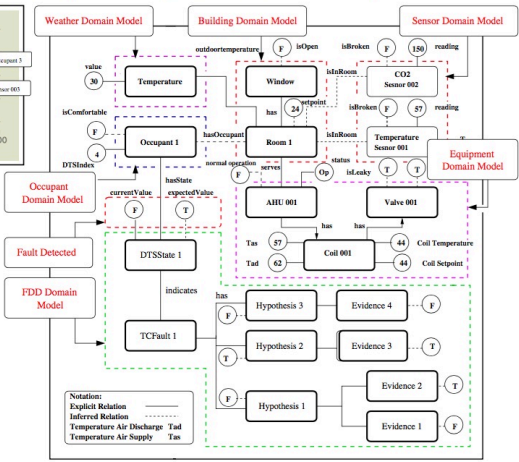 Weather Domain Model
Building Domain Model
Sensor Domain Model
outdoortemperature
F
isOpen
isBroken
F
150
reading
value
30
Temperature
Window
CO2
Sesnor 002
isInRoom
has
24
setpoint
isBroken
F
57
reading
isComfortable
F
Occupant 1
hasOccupant
Room 1
isInRoom
Temperature
Sesnor 001
4
DTSIndex
hasState
normal operation
F
serves
status
Op
isLeaky
T
T
Equipment
Domain Model
Occupant
Domain Model
currentValue
expectedValue
F
T
AHU 001
Valve 001
Fault Detected
has
has
DTSState 1
Tas
57
Coil 001
44
Coil Temperature
Tad
62
44
Coil Setpoint
FDD Domain
Model
indicates
has
F
Hypothesis 3
Evidence 4
F
TCFault 1
T
Hypothesis 2
Evidence 3
T
F
Hypothesis 1
Evidence 2
T
Evidence 1
F
Notation:
Explicit Relation
Inferred Relation
Temperature Air Discharge Tad
Temperature Air Supply Tas